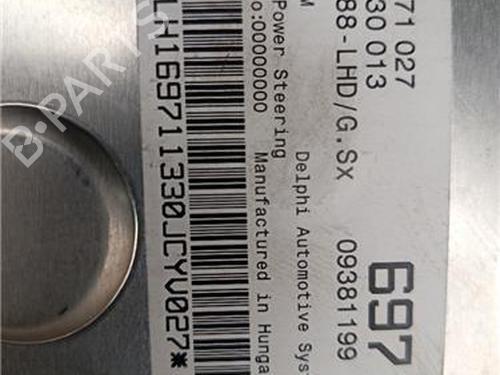 71 027
30 013
88-LHD/G.Sx
09381199
697
M
Delphi Automotive Sys
Power Steering
Manufactured in Hunga
o:00000000
LH169711330JCYV027*
B-PARTS